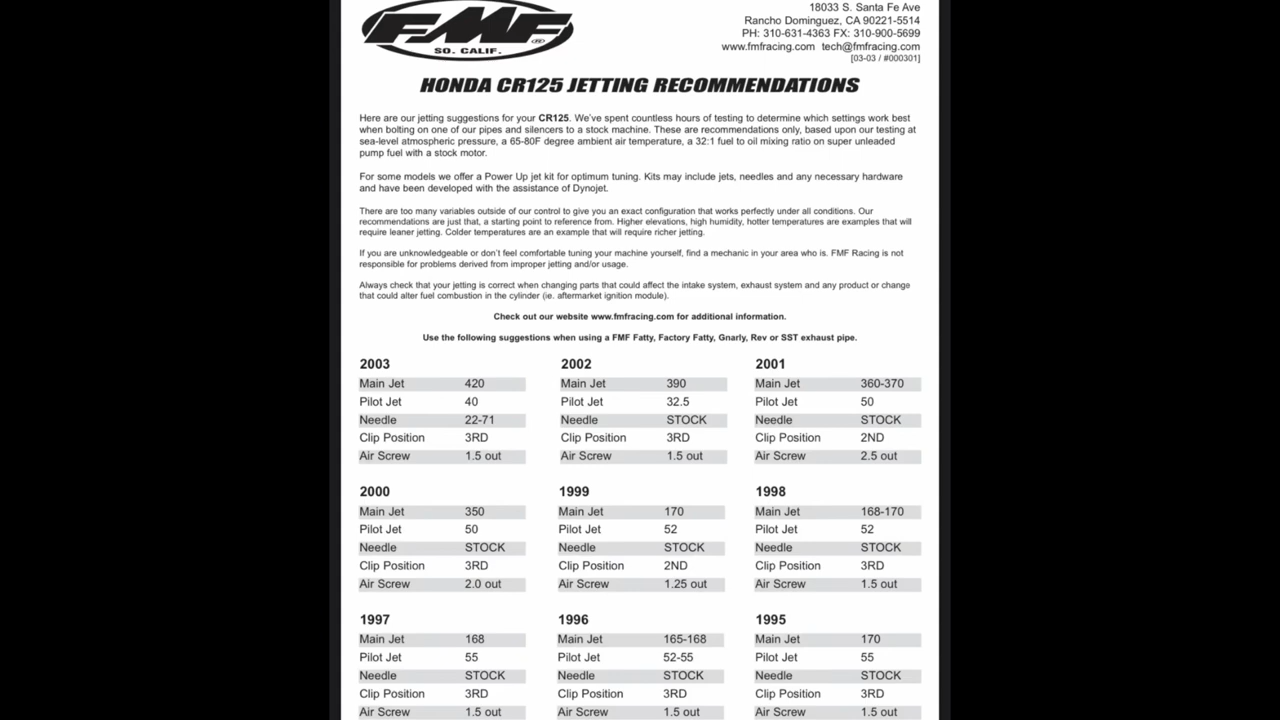 FMF
SO. CALIF.
18033 S. Santa Fe Ave
Rancho Dominguez, CA 90221-5514
PH: 310-631-4363 FX: 310-900-5699
www.fmfracing.com tech@fmfracing.com
[03-03 / #000301]
HONDA CR125 JETTING RECOMMENDATIONS
Here are our jetting suggestions for your CR125. We've spent countless hours of testing to determine which settings work best
when bolting on one of our pipes and silencers to a stock machine. These are recommendations only, based upon our testing at
sea-level atmospheric pressure, a 65-80F degree ambient air temperature, a 32:1 fuel to oil mixing ratio on super unleaded
pump fuel with a stock motor.
For some models we offer a Power Up jet kit for optimum tuning. Kits may include jets, needles and any necessary hardware
and have been developed with the assistance of Dynojet.
There are too many variables outside of our control to give you an exact configuration that works perfectly under all conditions. Our
recommendations are just that, a starting point to reference from. Higher elevations, high humidity, hotter temperatures are examples that will
require leaner jetting. Colder temperatures are an example that will require richer jetting.
If you are unknowledgeable or don't feel comfortable tuning your machine yourself, find a mechanic in your area who is. FMF Racing is not
responsible for problems derived from improper jetting and/or usage.
Always check that your jetting is correct when changing parts that could affect the intake system, exhaust system and any product or change
that could alter fuel combustion in the cylinder (ie. aftermarket ignition module).
Check out our website www.fmfracing.com for additional information.
Use the following suggestions when using a FMF Fatty, Factory Fatty, Gnarly, Rev or SST exhaust pipe.
2003 2002 2001
Main Jet 420 Main Jet 390 Main Jet 360-370
Pilot Jet 40 Pilot Jet 32.5 Pilot Jet 50
Needle 22-71 Needle STOCK Needle STOCK
Clip Position 3RD Clip Position 3RD Clip Position 2ND
Air Screw 1.5 out Air Screw 1.5 out Air Screw 2.5 out
2000 1999 1998
Main Jet 350 Main Jet 170 Main Jet 168-170
Pilot Jet 50 Pilot Jet 52 Pilot Jet 52
Needle STOCK Needle STOCK Needle STOCK
Clip Position 3RD Clip Position 2ND Clip Position 3RD
Air Screw 2.0 out Air Screw 1.25 out Air Screw 1.5 out
1997 1996 1995
Main Jet 168 Main Jet 165-168 Main Jet 170
Pilot Jet 55 Pilot Jet 52-55 Pilot Jet 55
Needle STOCK Needle STOCK Needle STOCK
Clip Position 3RD Clip Position 3RD Clip Position 3RD
Air Screw 1.5 out Air Screw 1.5 out Air Screw 1.5 out